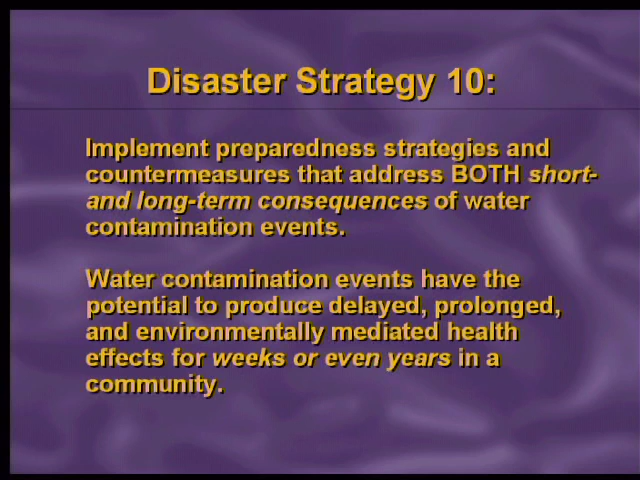 Disaster Strategy 10:
Implement preparedness strategies and
countermeasures that address BOTH short-
and long-term consequences of water
contamination events.
Water contamination events have the
potential to produce delayed, prolonged,
and environmentally mediated health
effects for weeks or even years in a
community.